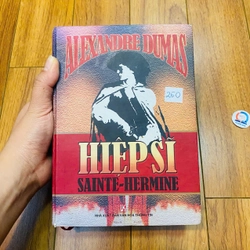 ALEXANDRE DUMAS
260
HIỆP SĨ
SAINTE-HERMINE